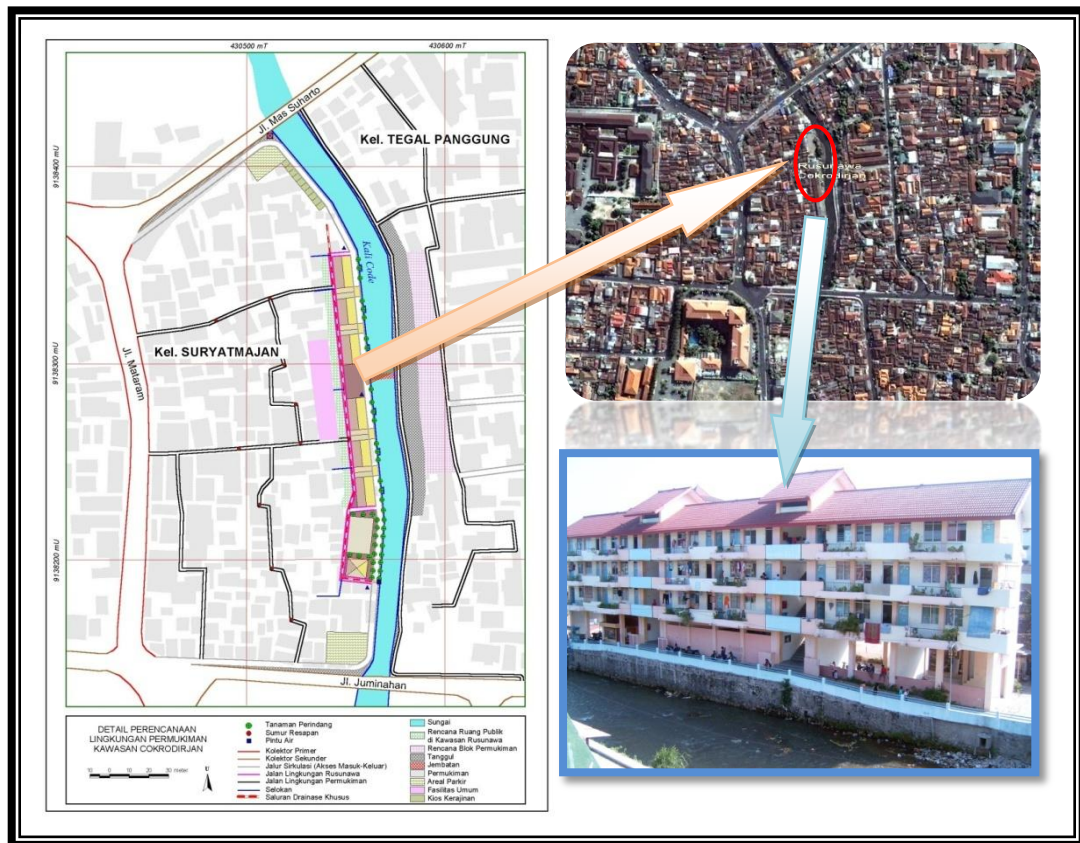 430500 mT
430600 mT
9138400 mU
9138300 mU
9138200 mU
Jl. Mas Suharto
Kel. TEGAL PANGGUNG
Kali Code
Kel. SURYATMAJAN
Jl. Mataram
Jl. Juminahan
DETAIL PERENCANAAN
LINGKUNGAN PERMUKIMAN
KAWASAN COKRODIRJAN
meter
U
Tanaman Perindang
Sumur Resapan
Pintu Air
Kolektor Primer
Kolektor Sekunder
Jalur Sirkulasi (Akses Masuk-Keluar)
Jalan Lingkungan Rusunawa
Jalan Lingkungan Permukiman
Selokan
Saluran Drainase Khusus
Sungai
Rencana Ruang Publik
di Kawasan Rusunawa
Rencana Blok Permukiman
Tanggul
Jembatan
Permukiman
Areal Parkir
Fasilitas Umum
Kios Kerajinan
Rusunawa
Cokrodirjan